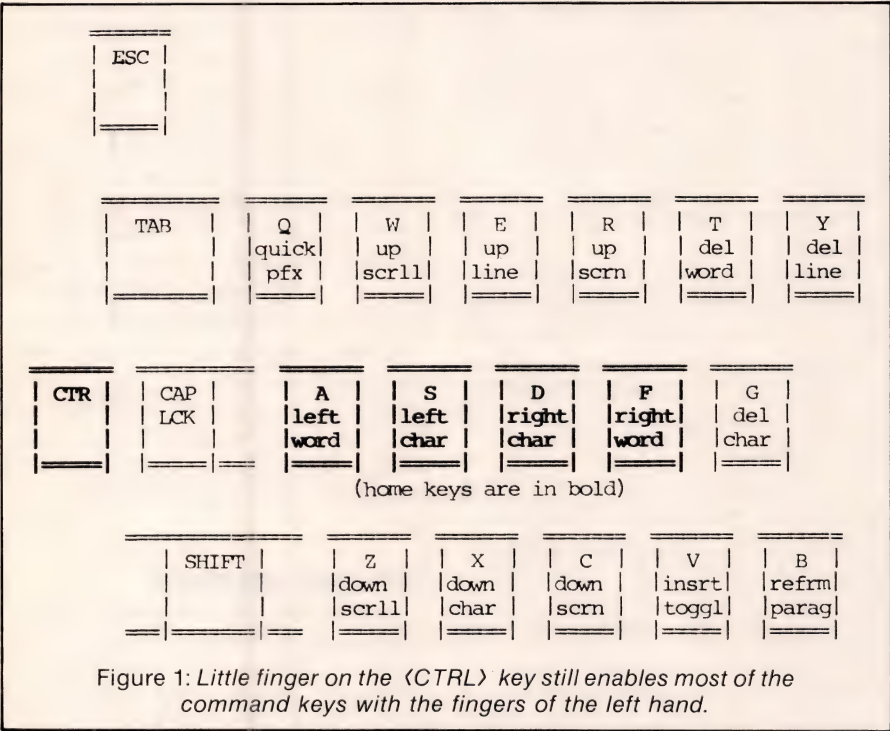 ESC
TAB Q W E R T Y
quick up up up del del
pfx scrll line scrn word line
CTR CAP A S D F G
LCK left left right right del
word char char word char
(home keys are in bold)
SHIFT Z X C V B
down down down insrt refrm
scrll char scrn toggl parag
Figure 1: Little finger on the <CTRL> key still enables most of the
command keys with the fingers of the left hand.